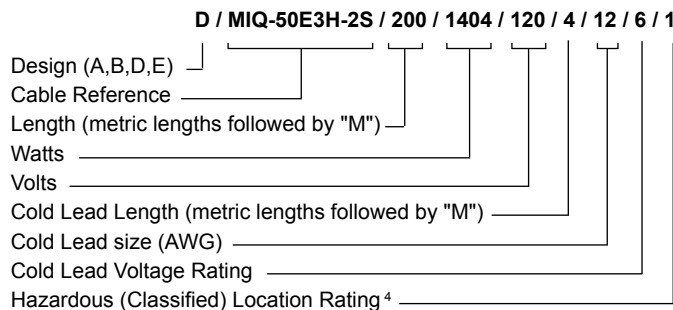 D / MIQ-50E3H-2S / 200 / 1404 / 120 / 4 / 12 / 6 / 1
Design (A,B,D,E)
Cable Reference
Length (metric lengths followed by "M")
Watts
Volts
Cold Lead Length (metric lengths followed by "M")
Cold Lead size (AWG)
Cold Lead Voltage Rating
Hazardous (Classified) Location Rating ⁴